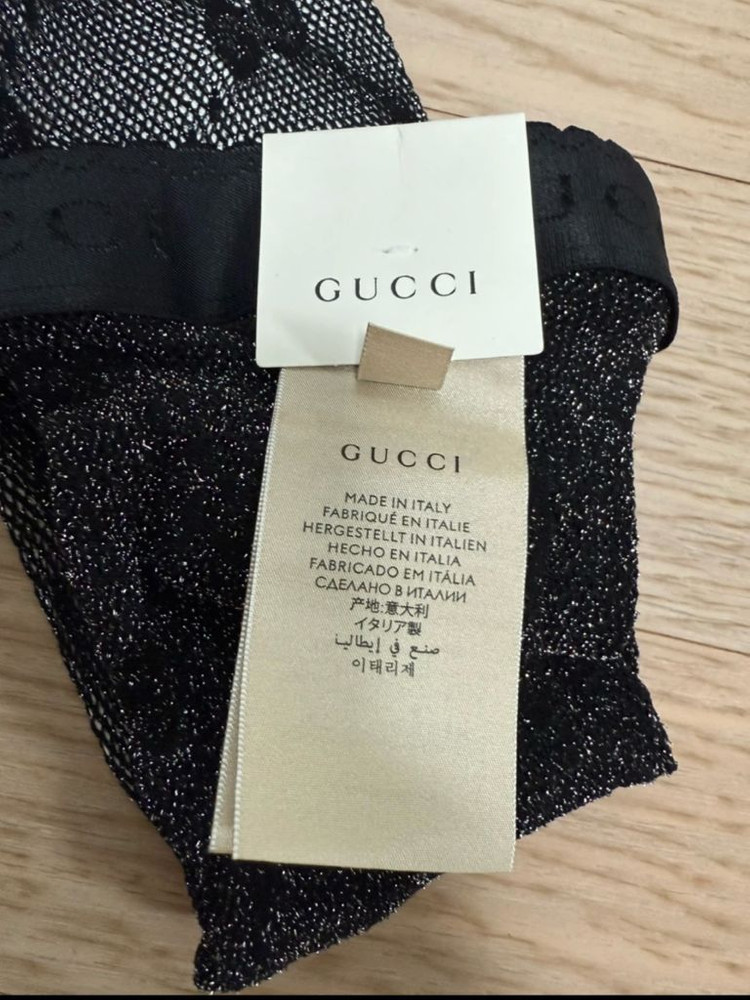 GUCCI
GUCCI
MADE IN ITALY
FABRIQUÉ EN ITALIE
HERGESTELLT IN ITALIEN
HECHO EN ITALIA
FABRICADO EM ITÁLIA
СДЕЛАНО В ИТАЛИИ
产地:意大利
イタリア製
صنع في إيطاليا
이태리제